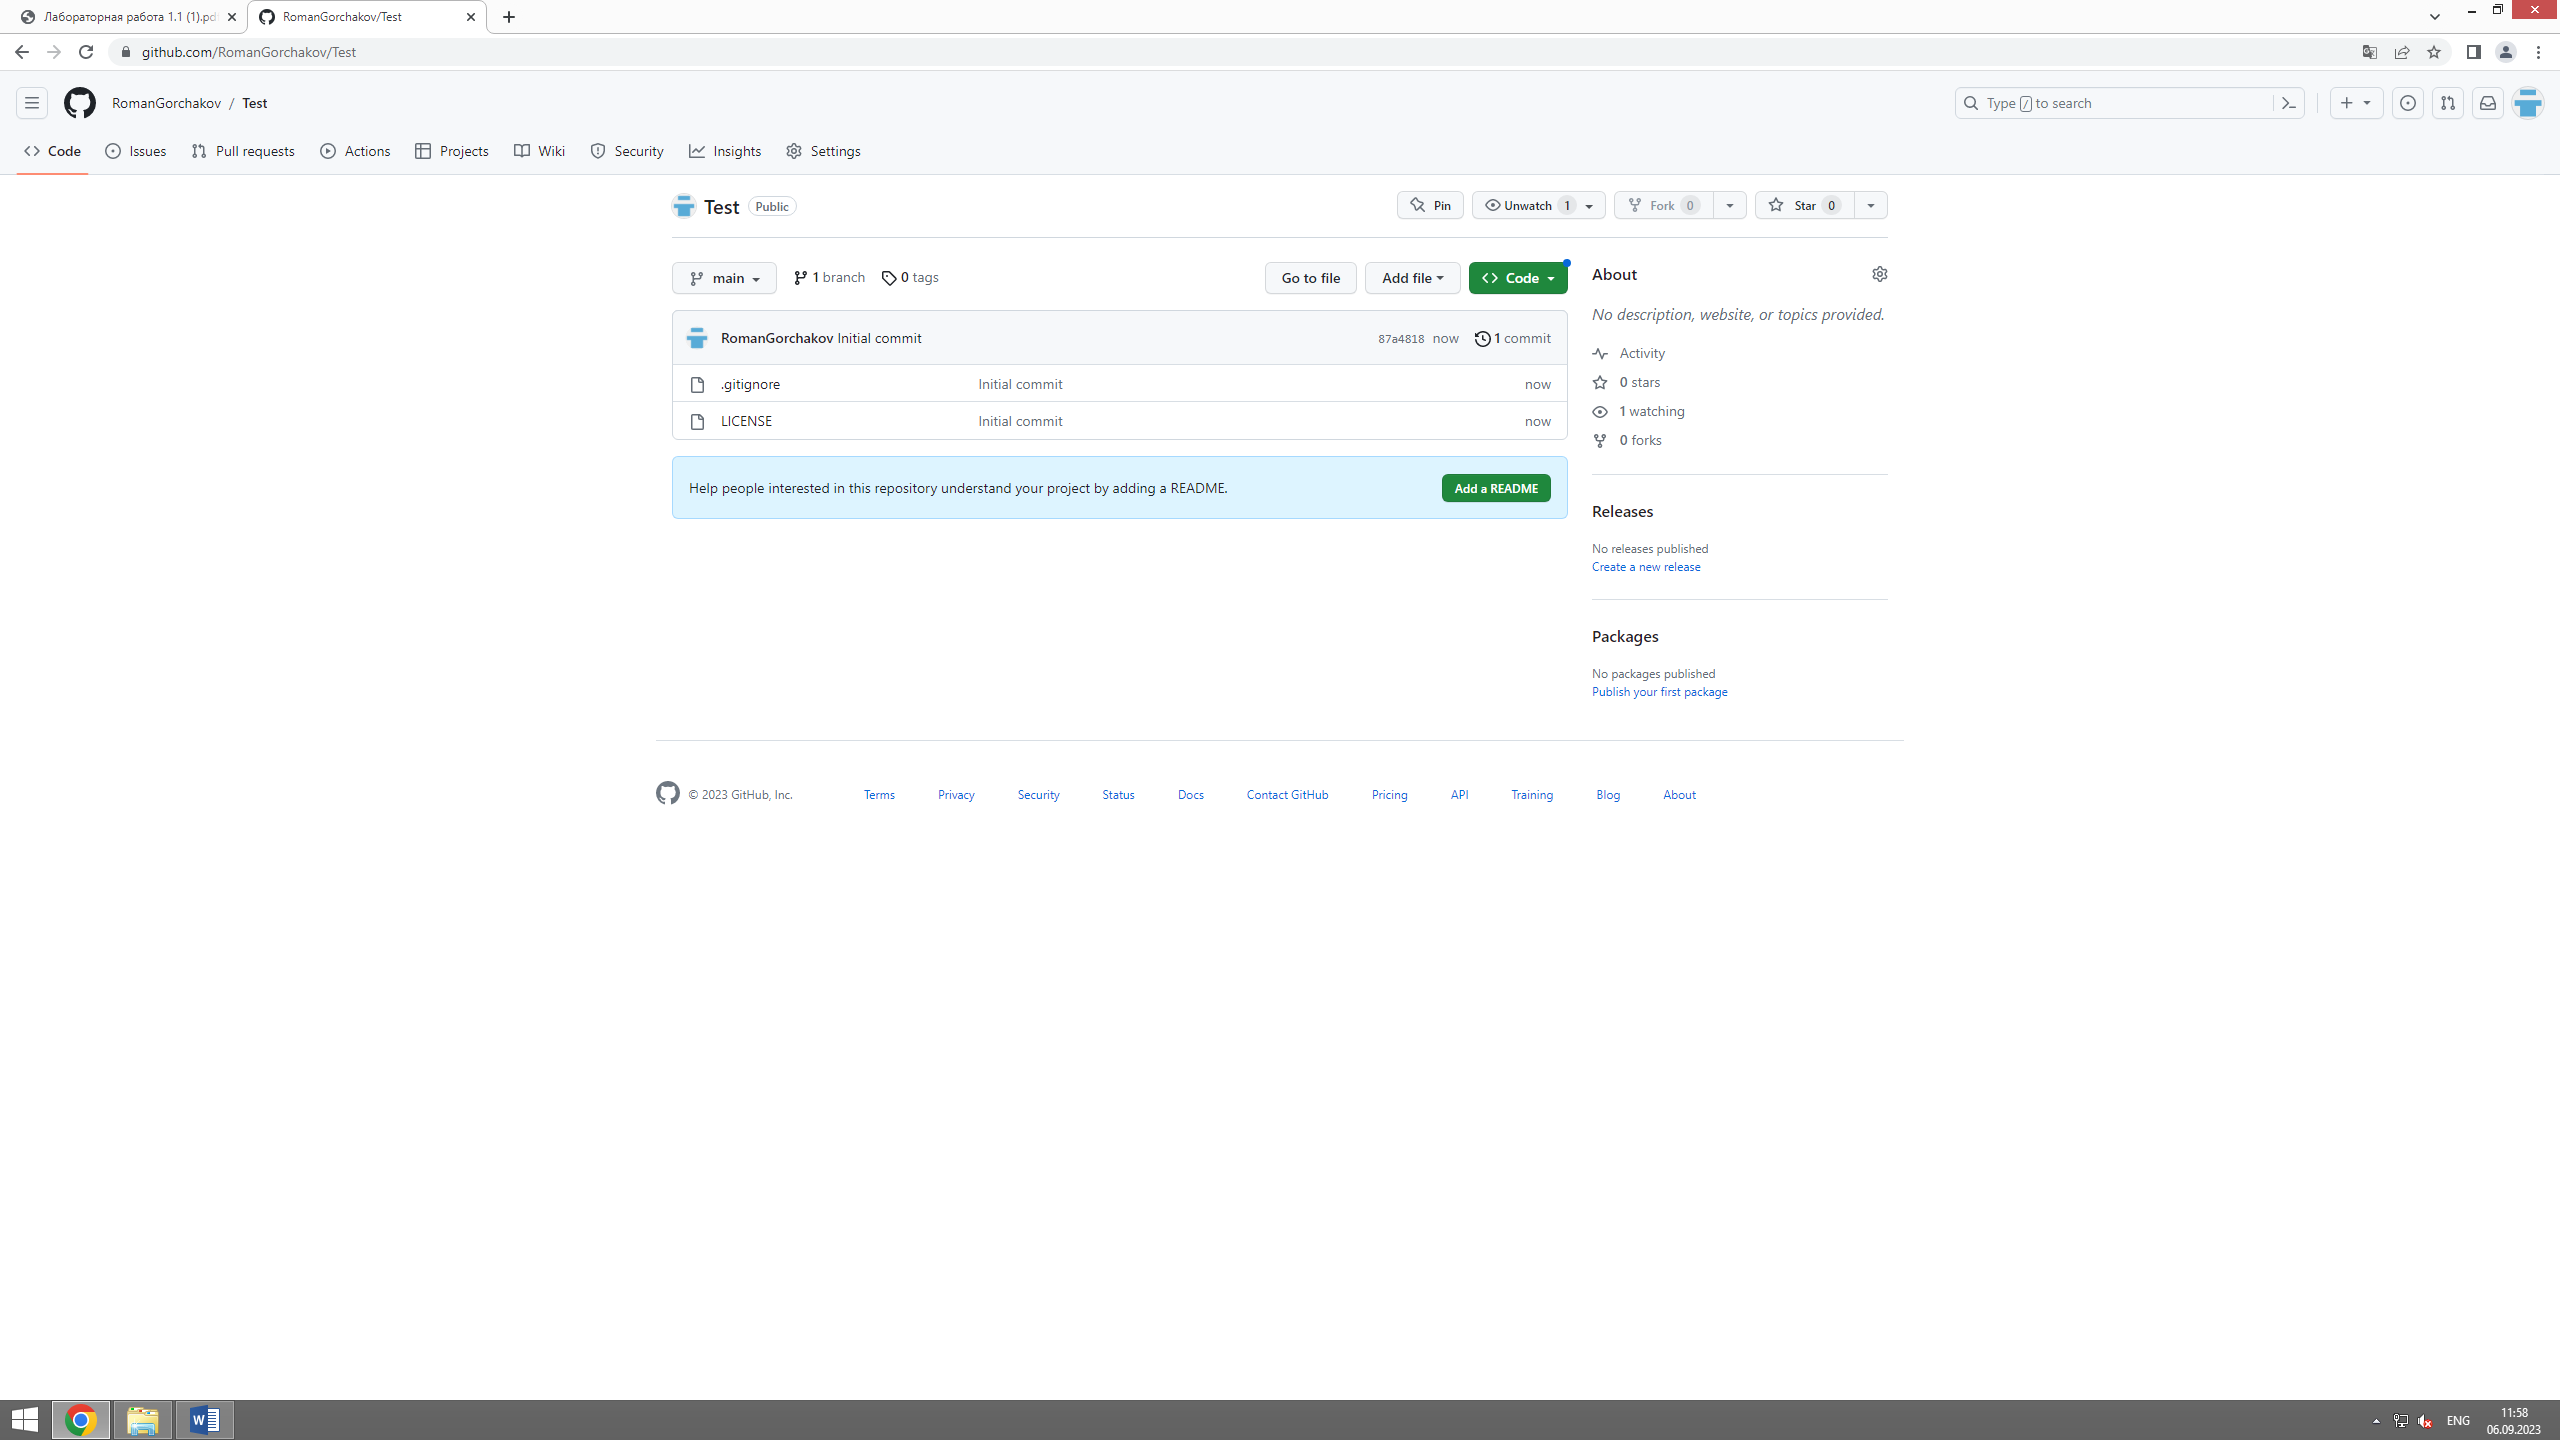 Лабораторная работа 1.1 (1).pdf
RomanGorchakov/Test
github.com/RomanGorchakov/Test
RomanGorchakov / Test
Type / to search
Code Issues Pull requests Actions Projects Wiki Security Insights Settings
Test Public
Pin Unwatch 1 Fork 0 Star 0
main 1 branch 0 tags Go to file Add file Code
RomanGorchakov Initial commit 87a4818 now 1 commit
.gitignore Initial commit now
LICENSE Initial commit now
Help people interested in this repository understand your project by adding a README. Add a README
About
No description, website, or topics provided.
Activity
0 stars
1 watching
0 forks
Releases
No releases published
Create a new release
Packages
No packages published
Publish your first package
© 2023 GitHub, Inc. Terms Privacy Security Status Docs Contact GitHub Pricing API Training Blog About
ENG
11:58
06.09.2023